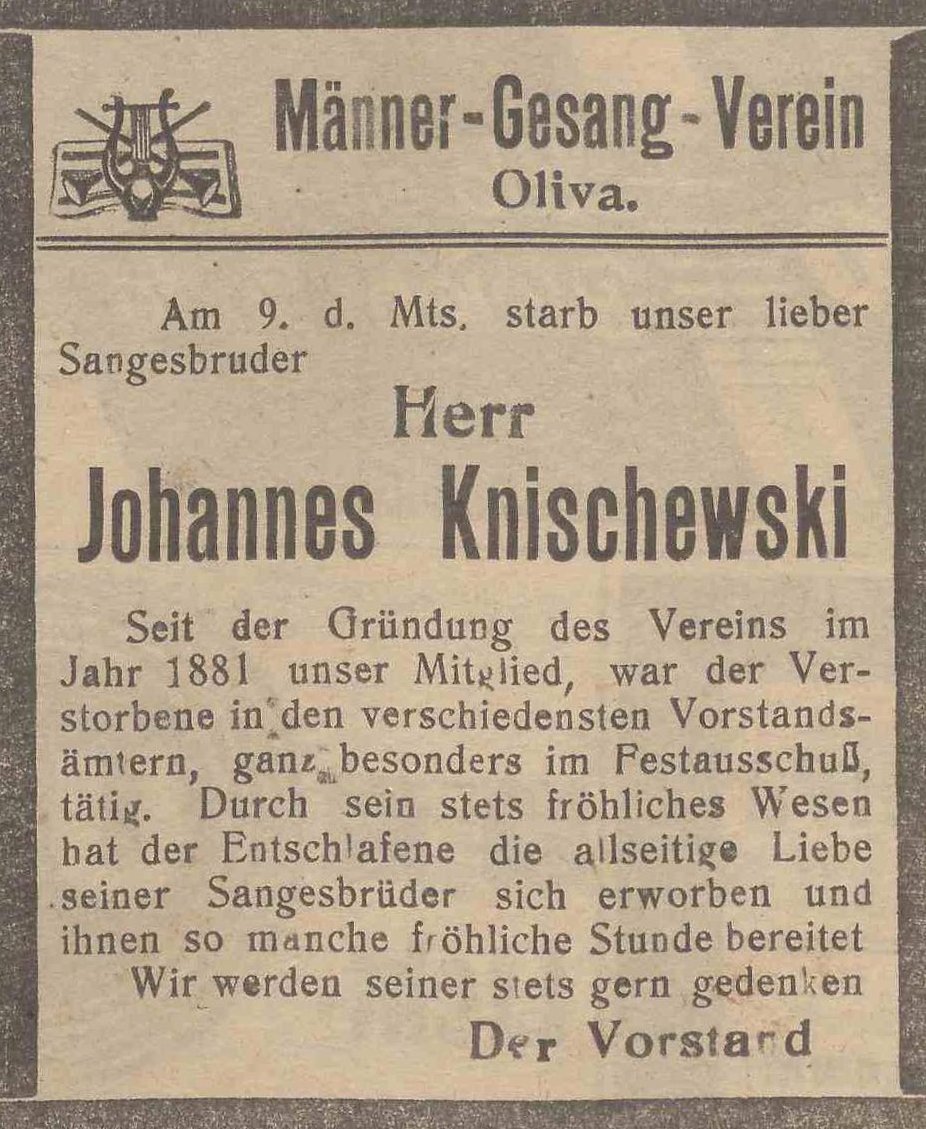 Männer-Gesang-Verein
Oliva.
Am 9. d. Mts. starb unser lieber
Sangesbruder
Herr
Johannes Knischewski
Seit der Gründung des Vereins im
Jahr 1881 unser Mitglied, war der Ver-
storbene in den verschiedensten Vorstands-
ämtern, ganz besonders im Festausschuß,
tätig. Durch sein stets fröhliches Wesen
hat der Entschlafene die allseitige Liebe
seiner Sangesbrüder sich erworben und
ihnen so manche fröhliche Stunde bereitet
Wir werden seiner stets gern gedenken
Der Vorstand